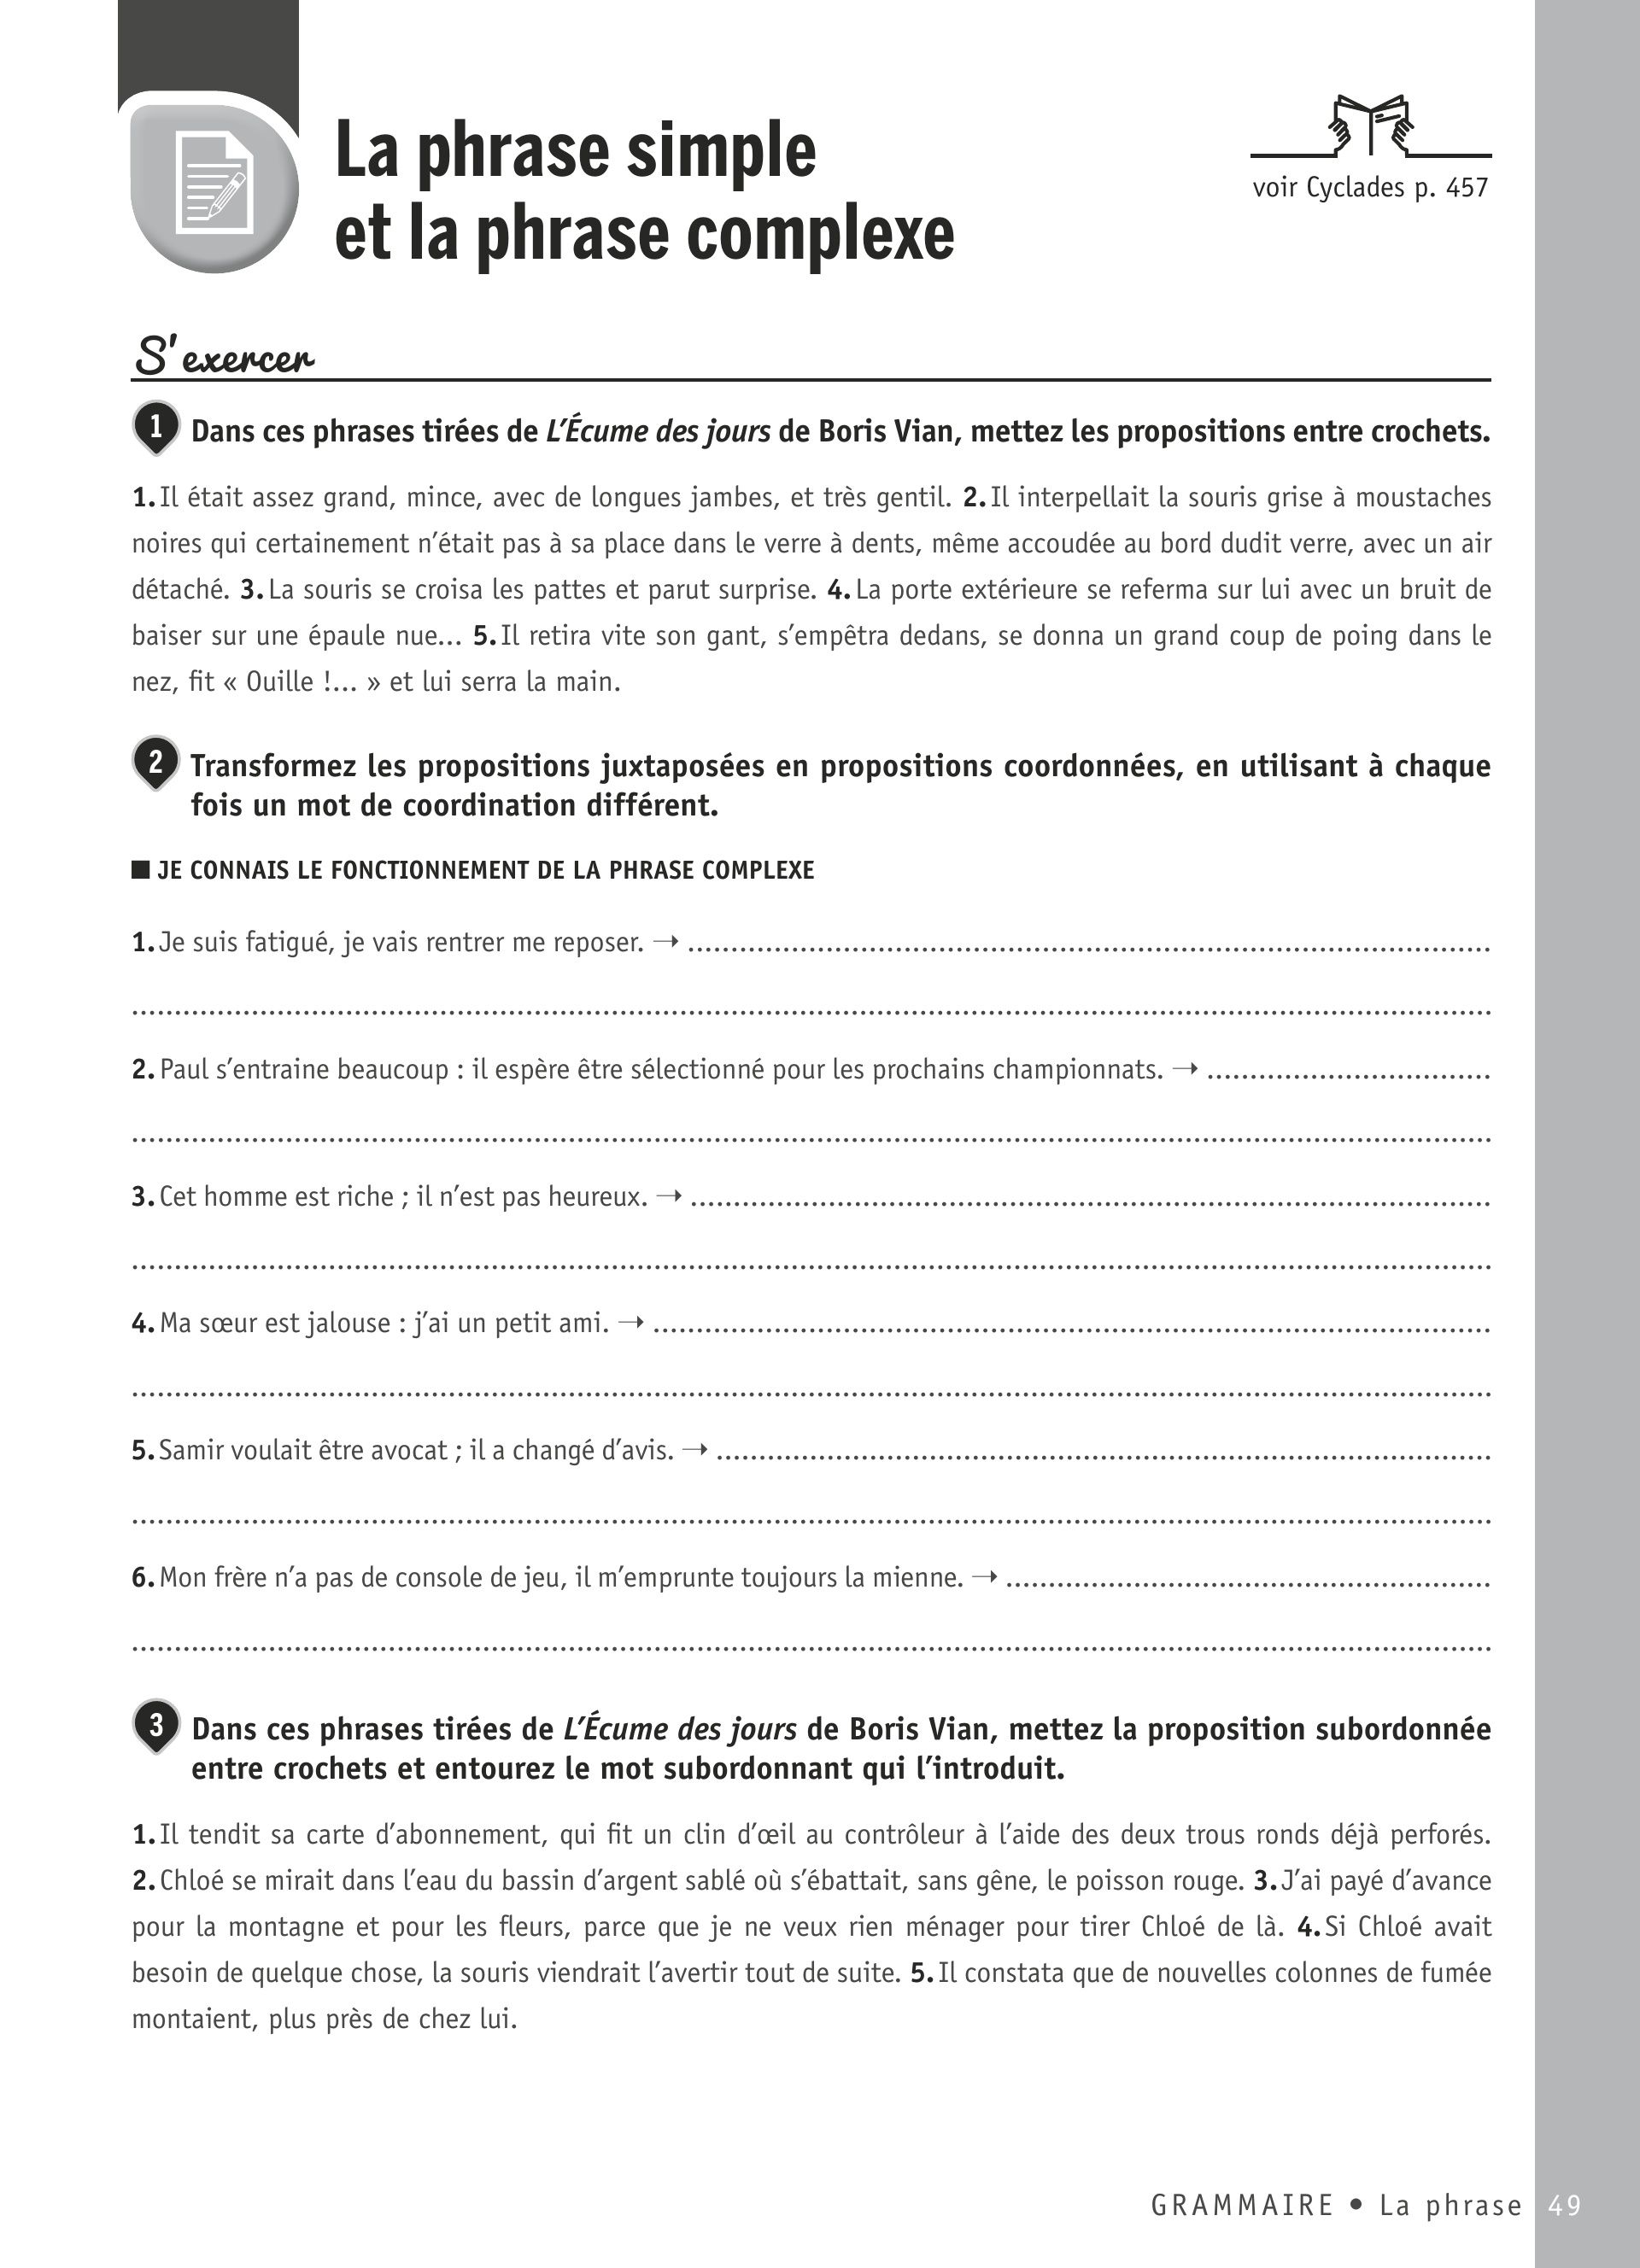 La phrase simple
et la phrase complexe
voir Cyclades p. 457
S'exercer
1 Dans ces phrases tirées de L'Écume des jours de Boris Vian, mettez les propositions entre crochets.
1. Il était assez grand, mince, avec de longues jambes, et très gentil. 2. Il interpellait la souris grise à moustaches
noires qui certainement n'était pas à sa place dans le verre à dents, même accoudée au bord dudit verre, avec un air
détaché. 3. La souris se croisa les pattes et parut surprise. 4. La porte extérieure se referma sur lui avec un bruit de
baiser sur une épaule nue... 5. Il retira vite son gant, s'empêtra dedans, se donna un grand coup de poing dans le
nez, fit « Ouille !... » et lui serra la main.
2 Transformez les propositions juxtaposées en propositions coordonnées, en utilisant à chaque
fois un mot de coordination différent.
■ JE CONNAIS LE FONCTIONNEMENT DE LA PHRASE COMPLEXE
1. Je suis fatigué, je vais rentrer me reposer. →
2. Paul s'entraine beaucoup : il espère être sélectionné pour les prochains championnats. →
3. Cet homme est riche ; il n'est pas heureux. →
4. Ma sœur est jalouse : j'ai un petit ami. →
5. Samir voulait être avocat ; il a changé d'avis. →
6. Mon frère n'a pas de console de jeu, il m'emprunte toujours la mienne. →
3 Dans ces phrases tirées de L'Écume des jours de Boris Vian, mettez la proposition subordonnée
entre crochets et entourez le mot subordonnant qui l'introduit.
1. Il tendit sa carte d'abonnement, qui fit un clin d'œil au contrôleur à l'aide des deux trous ronds déjà perforés.
2. Chloé se mirait dans l'eau du bassin d'argent sablé où s'ébattait, sans gêne, le poisson rouge. 3. J'ai payé d'avance
pour la montagne et pour les fleurs, parce que je ne veux rien ménager pour tirer Chloé de là. 4. Si Chloé avait
besoin de quelque chose, la souris viendrait l'avertir tout de suite. 5. Il constata que de nouvelles colonnes de fumée
montaient, plus près de chez lui.
GRAMMAIRE • La phrase 49